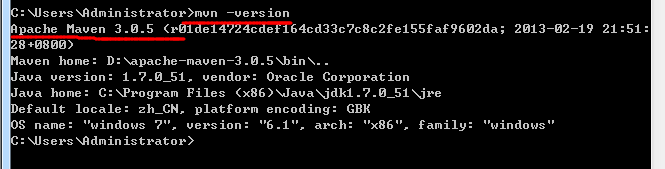 C:\Users\Administrator>mvn -version
Apache Maven 3.0.5 (r01de14724cdef164cd33c7c8c2fe155faf9602da; 2013-02-19 21:51:
28+0800)
Maven home: D:\apache-maven-3.0.5\bin\..
Java version: 1.7.0_51, vendor: Oracle Corporation
Java home: C:\Program Files (x86)\Java\jdk1.7.0_51\jre
Default locale: zh_CN, platform encoding: GBK
OS name: "windows 7", version: "6.1", arch: "x86", family: "windows"
C:\Users\Administrator>